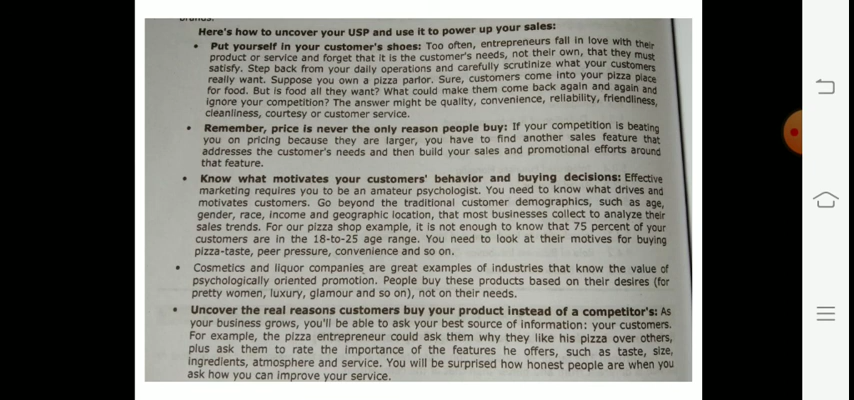 Here's how to uncover your USP and use it to power up your sales:
• Put yourself in your customer's shoes: Too often, entrepreneurs fall in love with their
product or service and forget that it is the customer's needs, not their own, that they must
satisfy. Step back from your daily operations and carefully scrutinize what your customers
really want. Suppose you own a pizza parlor. Sure, customers come into your pizza place
for food. But is food all they want? What could make them come back again and again and
ignore your competition? The answer might be quality, convenience, reliability, friendliness,
cleanliness, courtesy or customer service.
• Remember, price is never the only reason people buy: If your competition is beating
you on pricing because they are larger, you have to find another sales feature that
addresses the customer's needs and then build your sales and promotional efforts around
that feature.
• Know what motivates your customers' behavior and buying decisions: Effective
marketing requires you to be an amateur psychologist. You need to know what drives and
motivates customers. Go beyond the traditional customer demographics, such as age,
gender, race, income and geographic location, that most businesses collect to analyze their
sales trends. For our pizza shop example, it is not enough to know that 75 percent of your
customers are in the 18-to-25 age range. You need to look at their motives for buying
pizza-taste, peer pressure, convenience and so on.
• Cosmetics and liquor companies are great examples of industries that know the value of
psychologically oriented promotion. People buy these products based on their desires (for
pretty women, luxury, glamour and so on), not on their needs.
• Uncover the real reasons customers buy your product instead of a competitor's: As
your business grows, you'll be able to ask your best source of information: your customers.
For example, the pizza entrepreneur could ask them why they like his pizza over others,
plus ask them to rate the importance of the features he offers, such as taste, size,
ingredients, atmosphere and service. You will be surprised how honest people are when you
ask how you can improve your service.